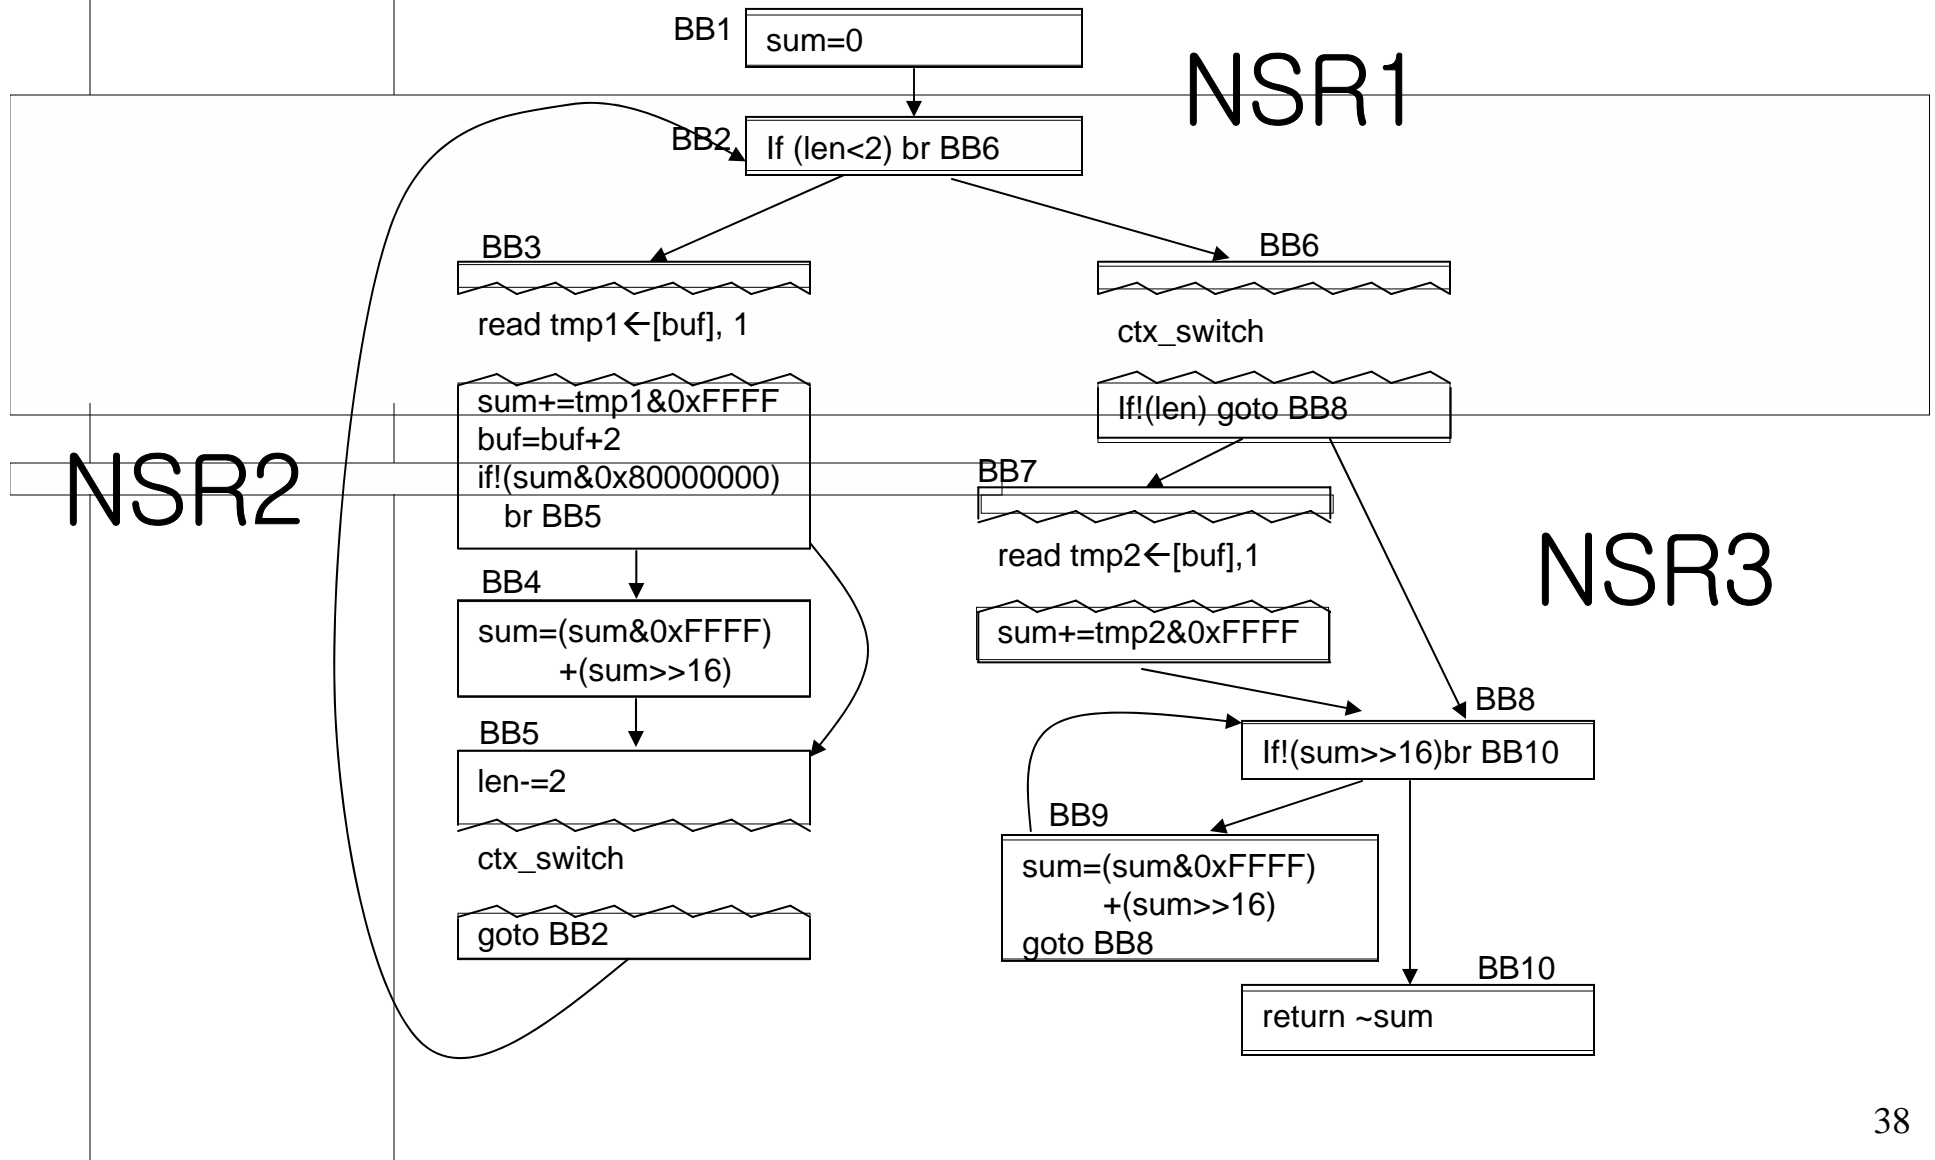 BB1
sum=0
NSR1
BB2
If (len<2) br BB6
BB3
read tmp1←[buf], 1
sum+=tmp1&0xFFFF
buf=buf+2
if!(sum&0x80000000)
br BB5
NSR2
BB4
sum=(sum&0xFFFF)
+(sum>>16)
BB5
len-=2
ctx_switch
goto BB2
BB6
ctx_switch
If!(len) goto BB8
BB7
read tmp2←[buf],1
sum+=tmp2&0xFFFF
NSR3
BB8
If!(sum>>16)br BB10
BB9
sum=(sum&0xFFFF)
+(sum>>16)
goto BB8
BB10
return ~sum
38